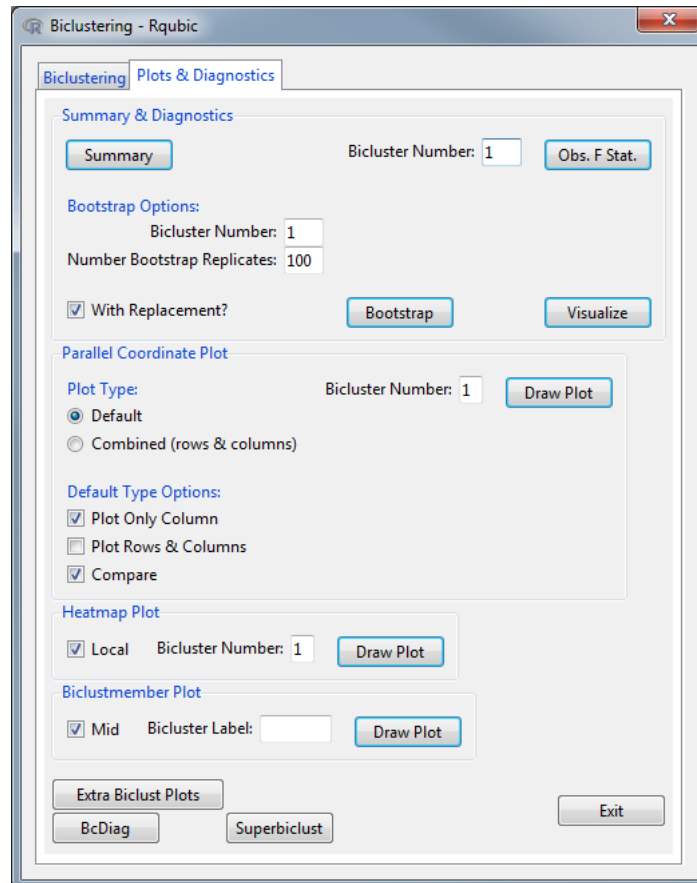 Biclustering - Rqubic
x
Biclustering Plots & Diagnostics
Summary & Diagnostics
Summary Bicluster Number: 1 Obs. F Stat.
Bootstrap Options:
Bicluster Number: 1
Number Bootstrap Replicates: 100
With Replacement? Bootstrap Visualize
Parallel Coordinate Plot
Plot Type: Bicluster Number: 1 Draw Plot
Default
Combined (rows & columns)
Default Type Options:
Plot Only Column
Plot Rows & Columns
Compare
Heatmap Plot
Local Bicluster Number: 1 Draw Plot
Biclustmember Plot
Mid Bicluster Label: Draw Plot
Extra Biclust Plots
Exit
BcDiag Superbiclust